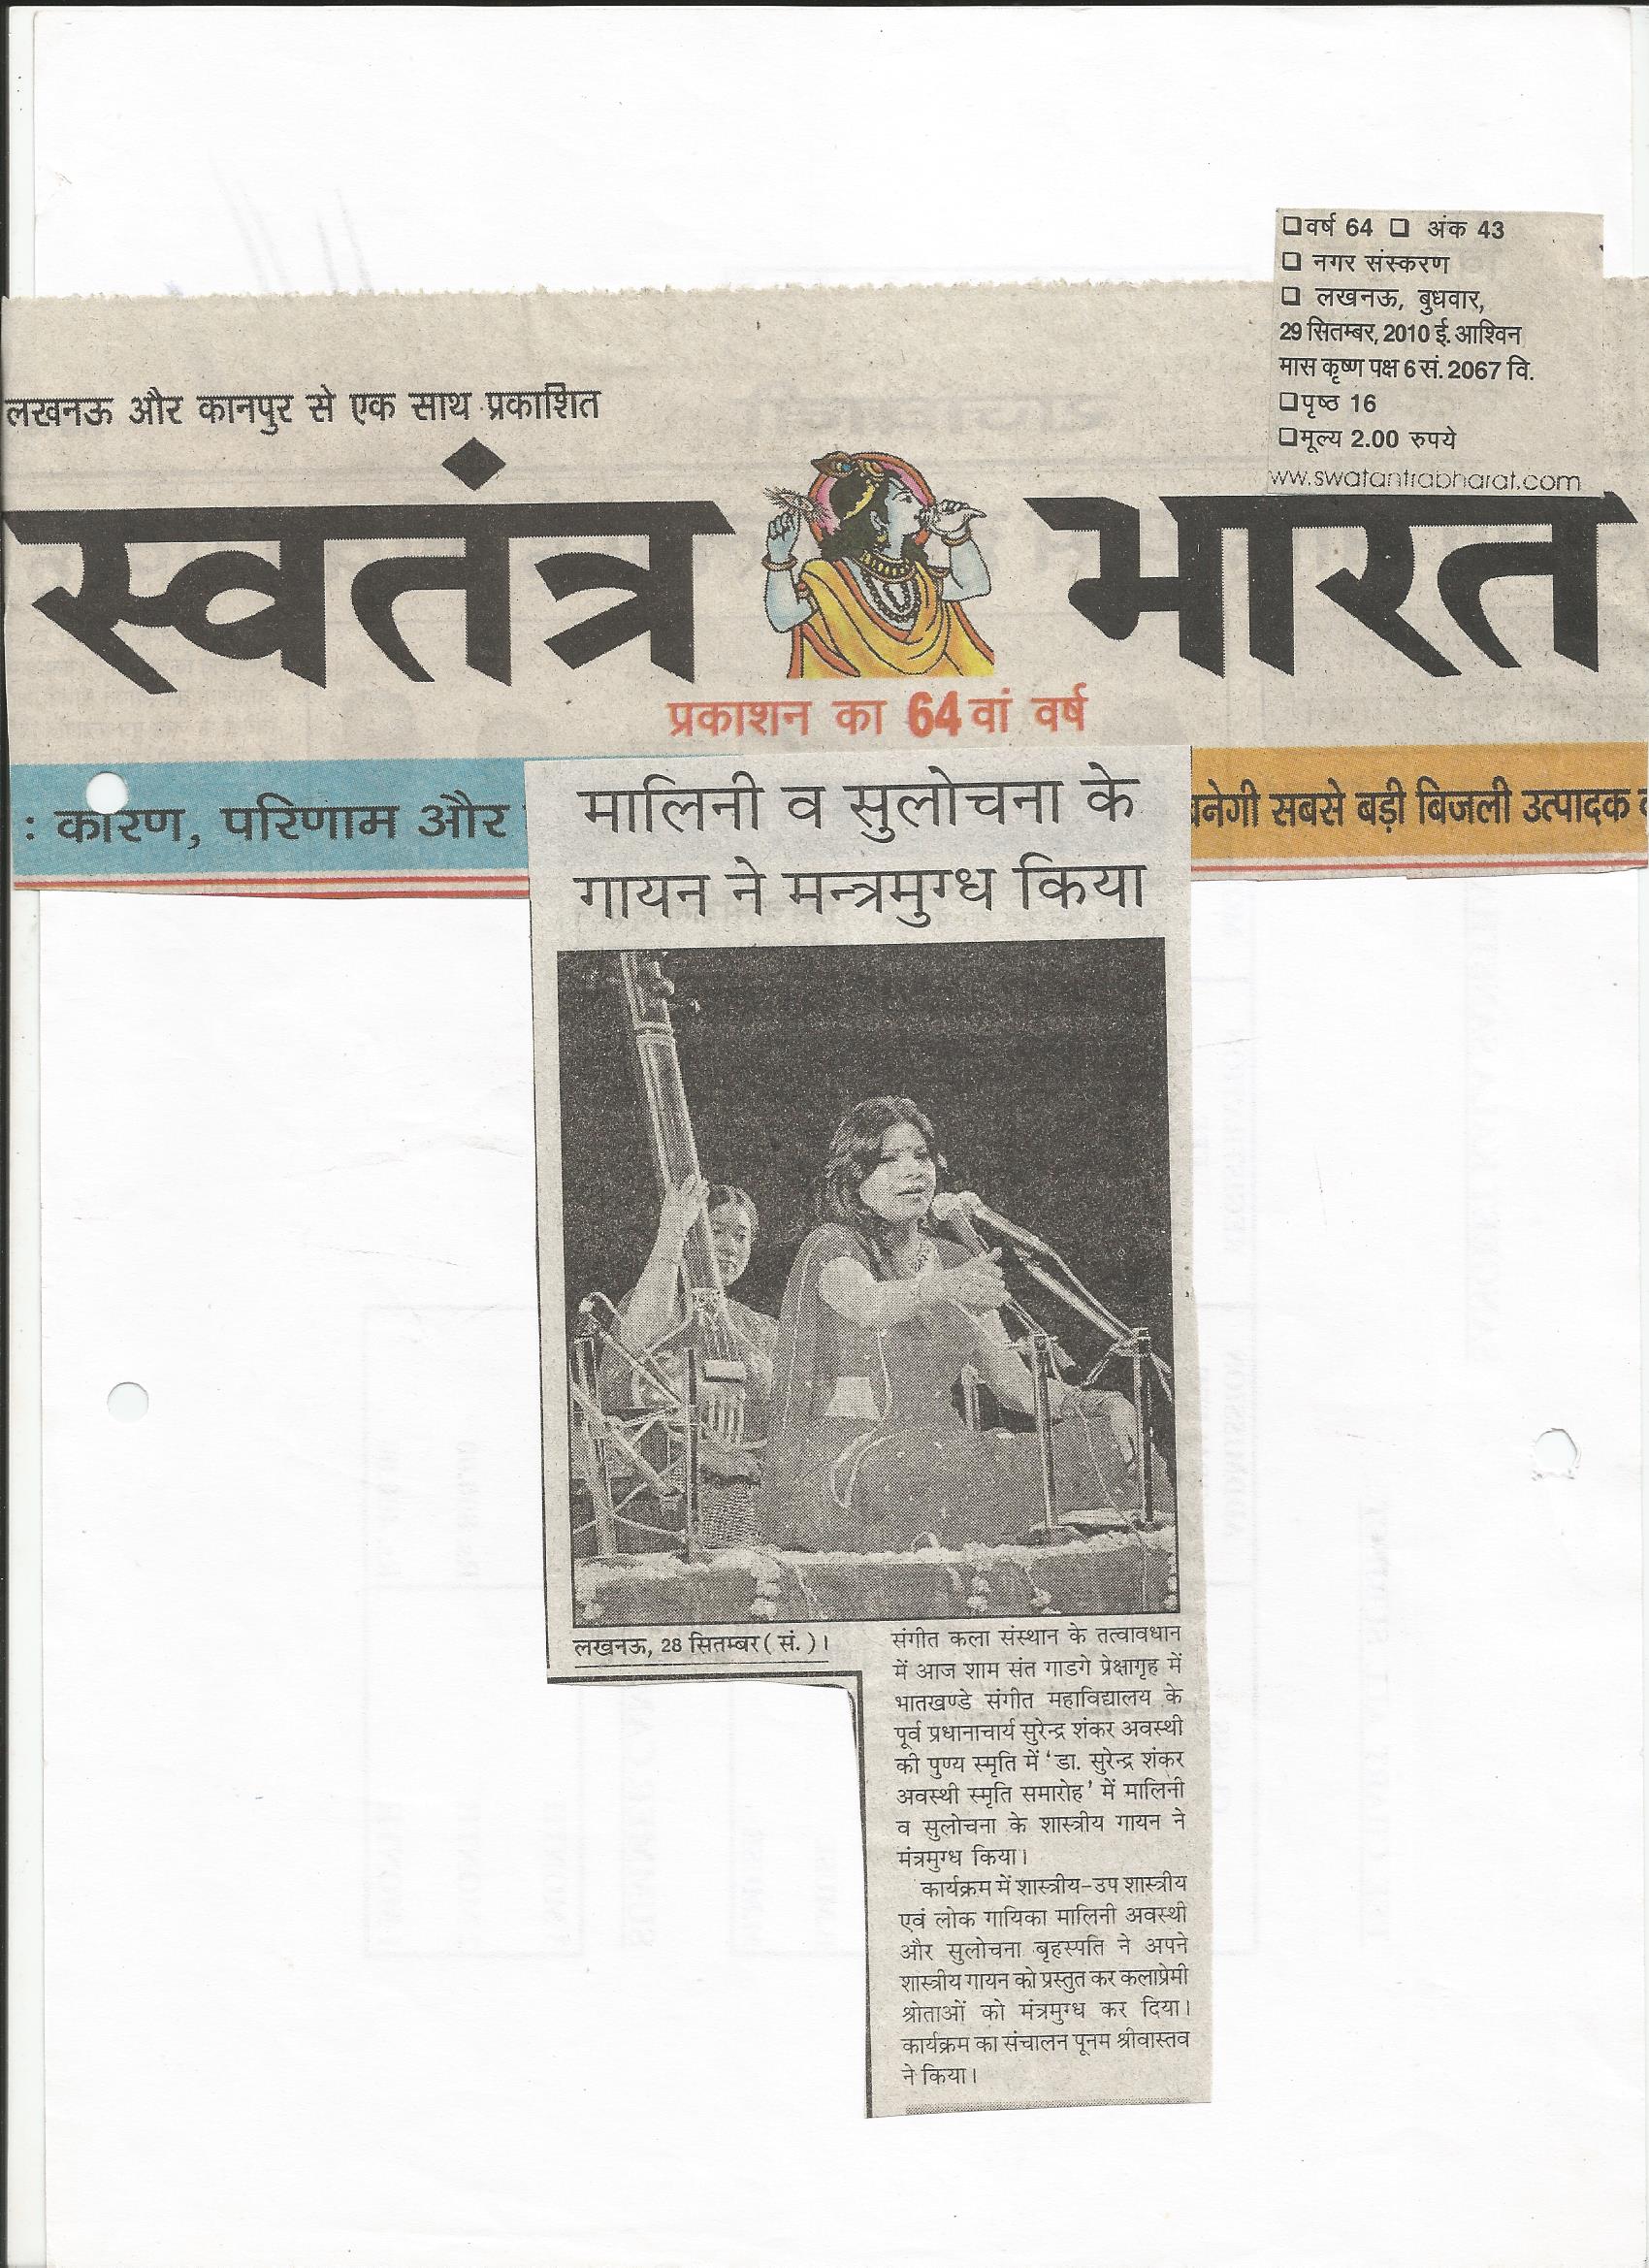 ❑वर्ष 64 ❑ अंक 43
❑ नगर संस्करण
❑ लखनऊ, बुधवार,
29 सितम्बर, 2010 ई. आश्विन
मास कृष्ण पक्ष 6 सं. 2067 वि.
❑पृष्ठ 16
❑मूल्य 2.00 रुपये
ww.swatantrabharat.com
लखनऊ और कानपुर से एक साथ प्रकाशित
स्वतंत्र भारत
प्रकाशन का 64 वां वर्ष
: कारण, परिणाम और
बनेगी सबसे बड़ी बिजली उत्पादक
मालिनी व सुलोचना के
गायन ने मन्त्रमुग्ध किया
लखनऊ, 28 सितम्बर ( सं. )।
संगीत कला संस्थान के तत्वावधान
में आज शाम संत गाडगे प्रेक्षागृह में
भातखण्डे संगीत महाविद्यालय के
पूर्व प्रधानाचार्य सुरेन्द्र शंकर अवस्थी
की पुण्य स्मृति में ‘डा. सुरेन्द्र शंकर
अवस्थी स्मृति समारोह’ में मालिनी
व सुलोचना के शास्त्रीय गायन ने
मंत्रमुग्ध किया।
कार्यक्रम में शास्त्रीय-उप शास्त्रीय
एवं लोक गायिका मालिनी अवस्थी
और सुलोचना बृहस्पति ने अपने
शास्त्रीय गायन को प्रस्तुत कर कलाप्रेमी
श्रोताओं को मंत्रमुग्ध कर दिया।
कार्यक्रम का संचालन पूनम श्रीवास्तव
ने किया।